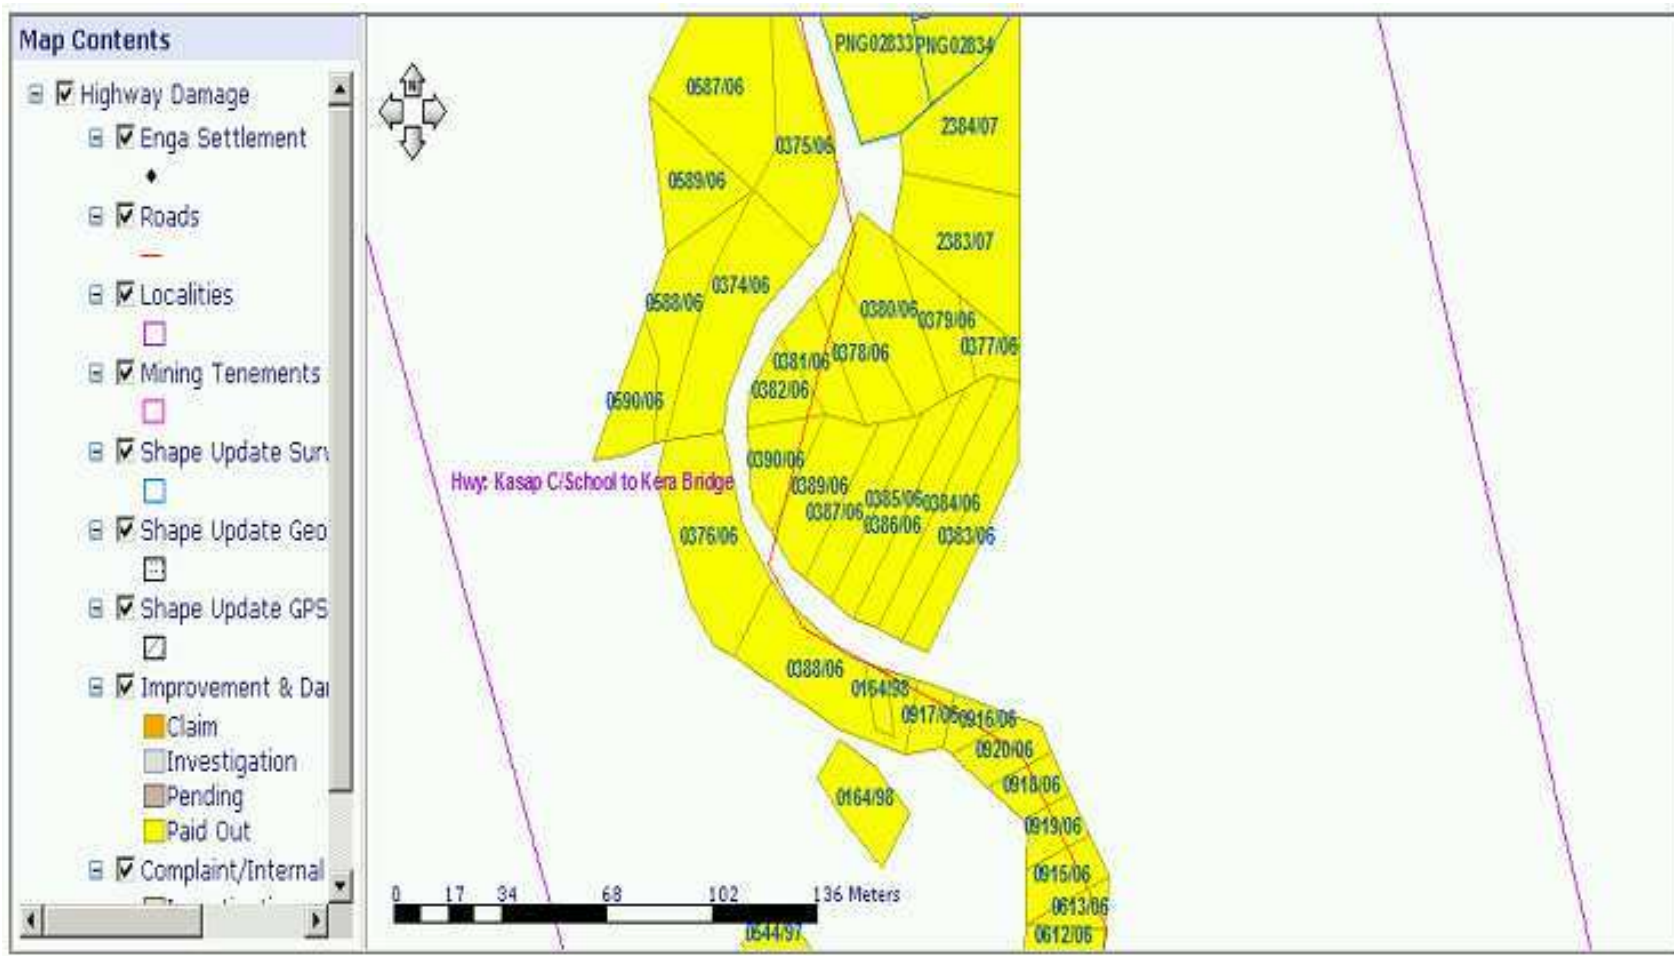 Map Contents
Highway Damage
Enga Settlement
Roads
Localities
Mining Tenements
Shape Update Surv
Shape Update Geo
Shape Update GPS
Improvement & Da
Claim
Investigation
Pending
Paid Out
Complaint/Internal
N
PNG02833 PNG02834
0587/06
2384/07
0375/06
0589/06
2383/07
0374/06
0588/06
0380/06
0379/06
0377/06
0381/06
0378/06
0382/06
0590/06
0390/06
Hwy: Kasap C/School to Kera Bridge
0389/06
0385/06
0384/06
0387/06
0386/06
0376/06
0383/06
0388/06
0164/98
0917/06
0916/06
0920/06
0918/06
0164/98
0919/06
0915/06
0613/06
0612/06
0 17 34 68 102 136 Meters
0544/97